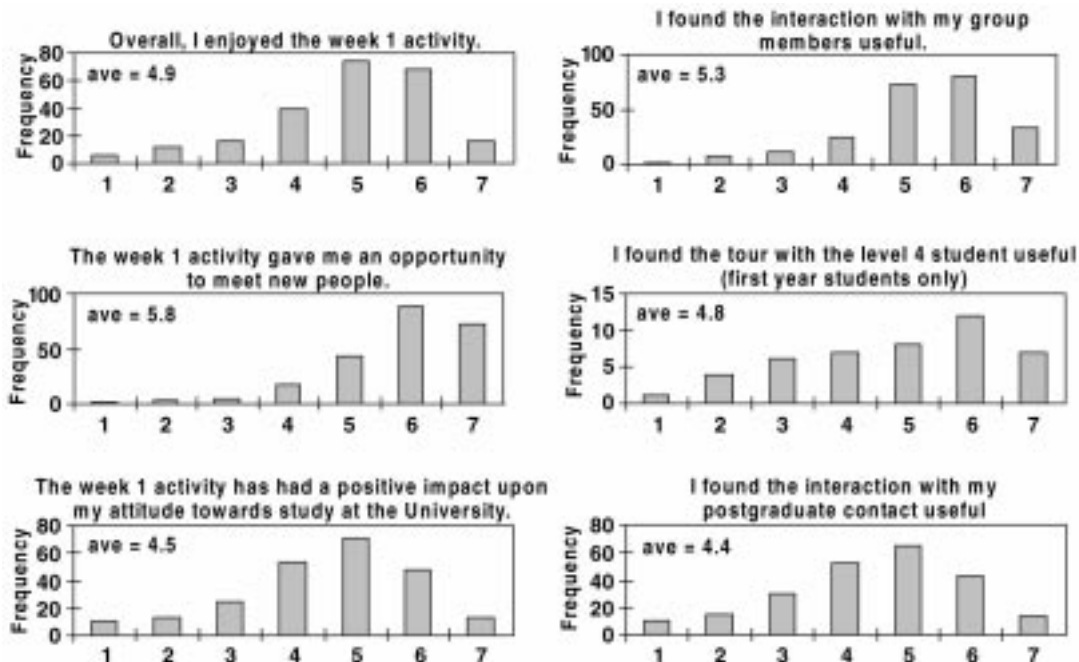 Overall, I enjoyed the week 1 activity.
80
60
40
20
0
Frequency
ave = 4.9
1 2 3 4 5 6 7
I found the interaction with my group
members useful.
100
50
0
Frequency
ave = 5.3
1 2 3 4 5 6 7
The week 1 activity gave me an opportunity
to meet new people.
100
50
0
Frequency
ave = 5.8
1 2 3 4 5 6 7
I found the tour with the level 4 student useful
(first year students only)
15
10
5
0
Frequency
ave = 4.8
1 2 3 4 5 6 7
The week 1 activity has had a positive impact upon
my attitude towards study at the University.
80
60
40
20
0
Frequency
ave = 4.5
1 2 3 4 5 6 7
I found the interaction with my
postgraduate contact useful
80
60
40
20
0
Frequency
ave = 4.4
1 2 3 4 5 6 7